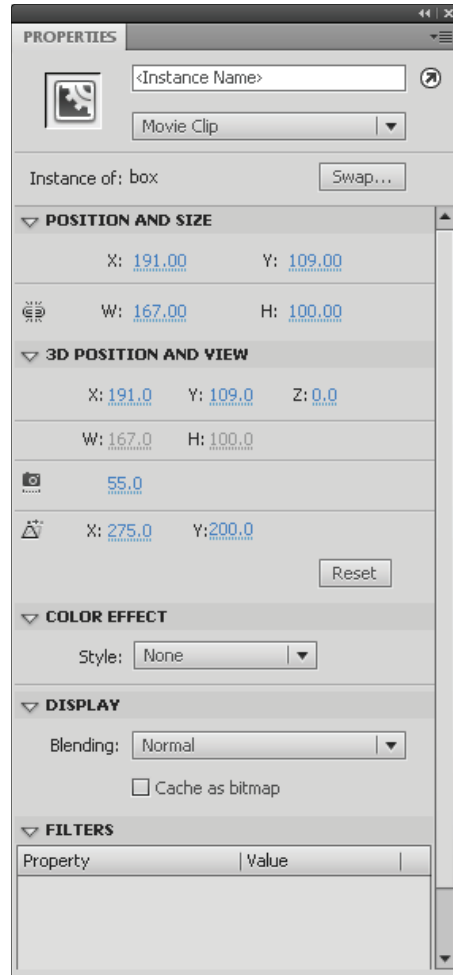 PROPERTIES
<Instance Name>
Movie Clip
Instance of: box Swap...
POSITION AND SIZE
X: 191.00 Y: 109.00
W: 167.00 H: 100.00
3D POSITION AND VIEW
X: 191.0 Y: 109.0 Z: 0.0
W: 167.0 H: 100.0
55.0
X: 275.0 Y:200.0
Reset
COLOR EFFECT
Style: None
DISPLAY
Blending: Normal
Cache as bitmap
FILTERS
Property Value